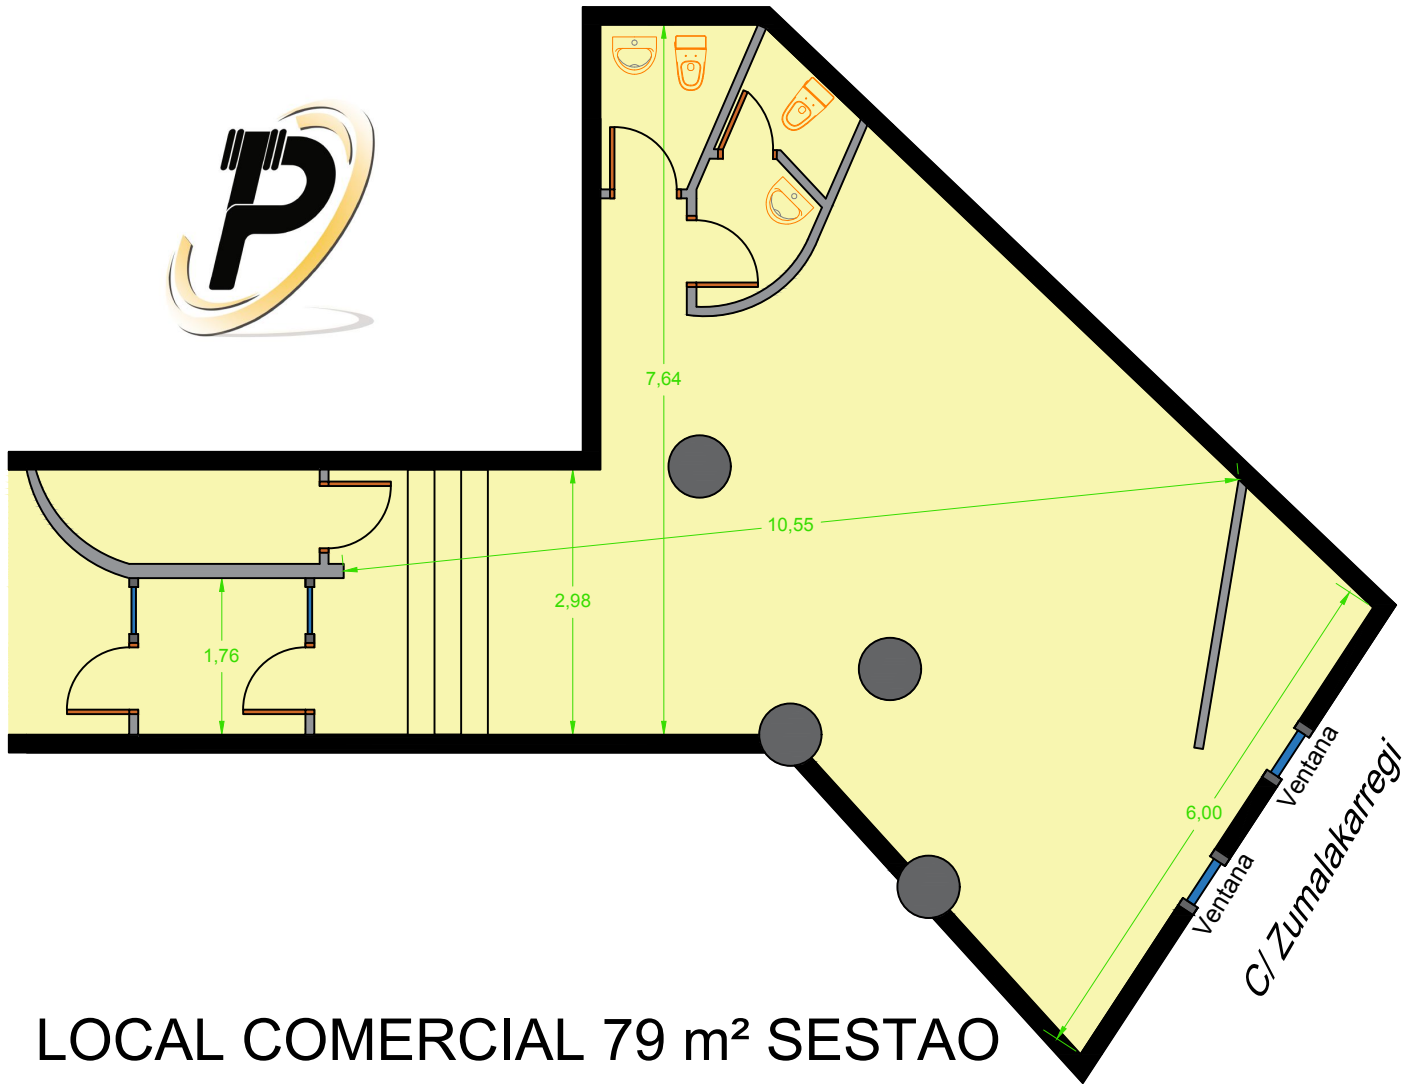 P
7,64
10,55
2,98
1,76
6,00
Ventana
Ventana
C/ Zumalakarregi
LOCAL COMERCIAL 79 m² SESTAO